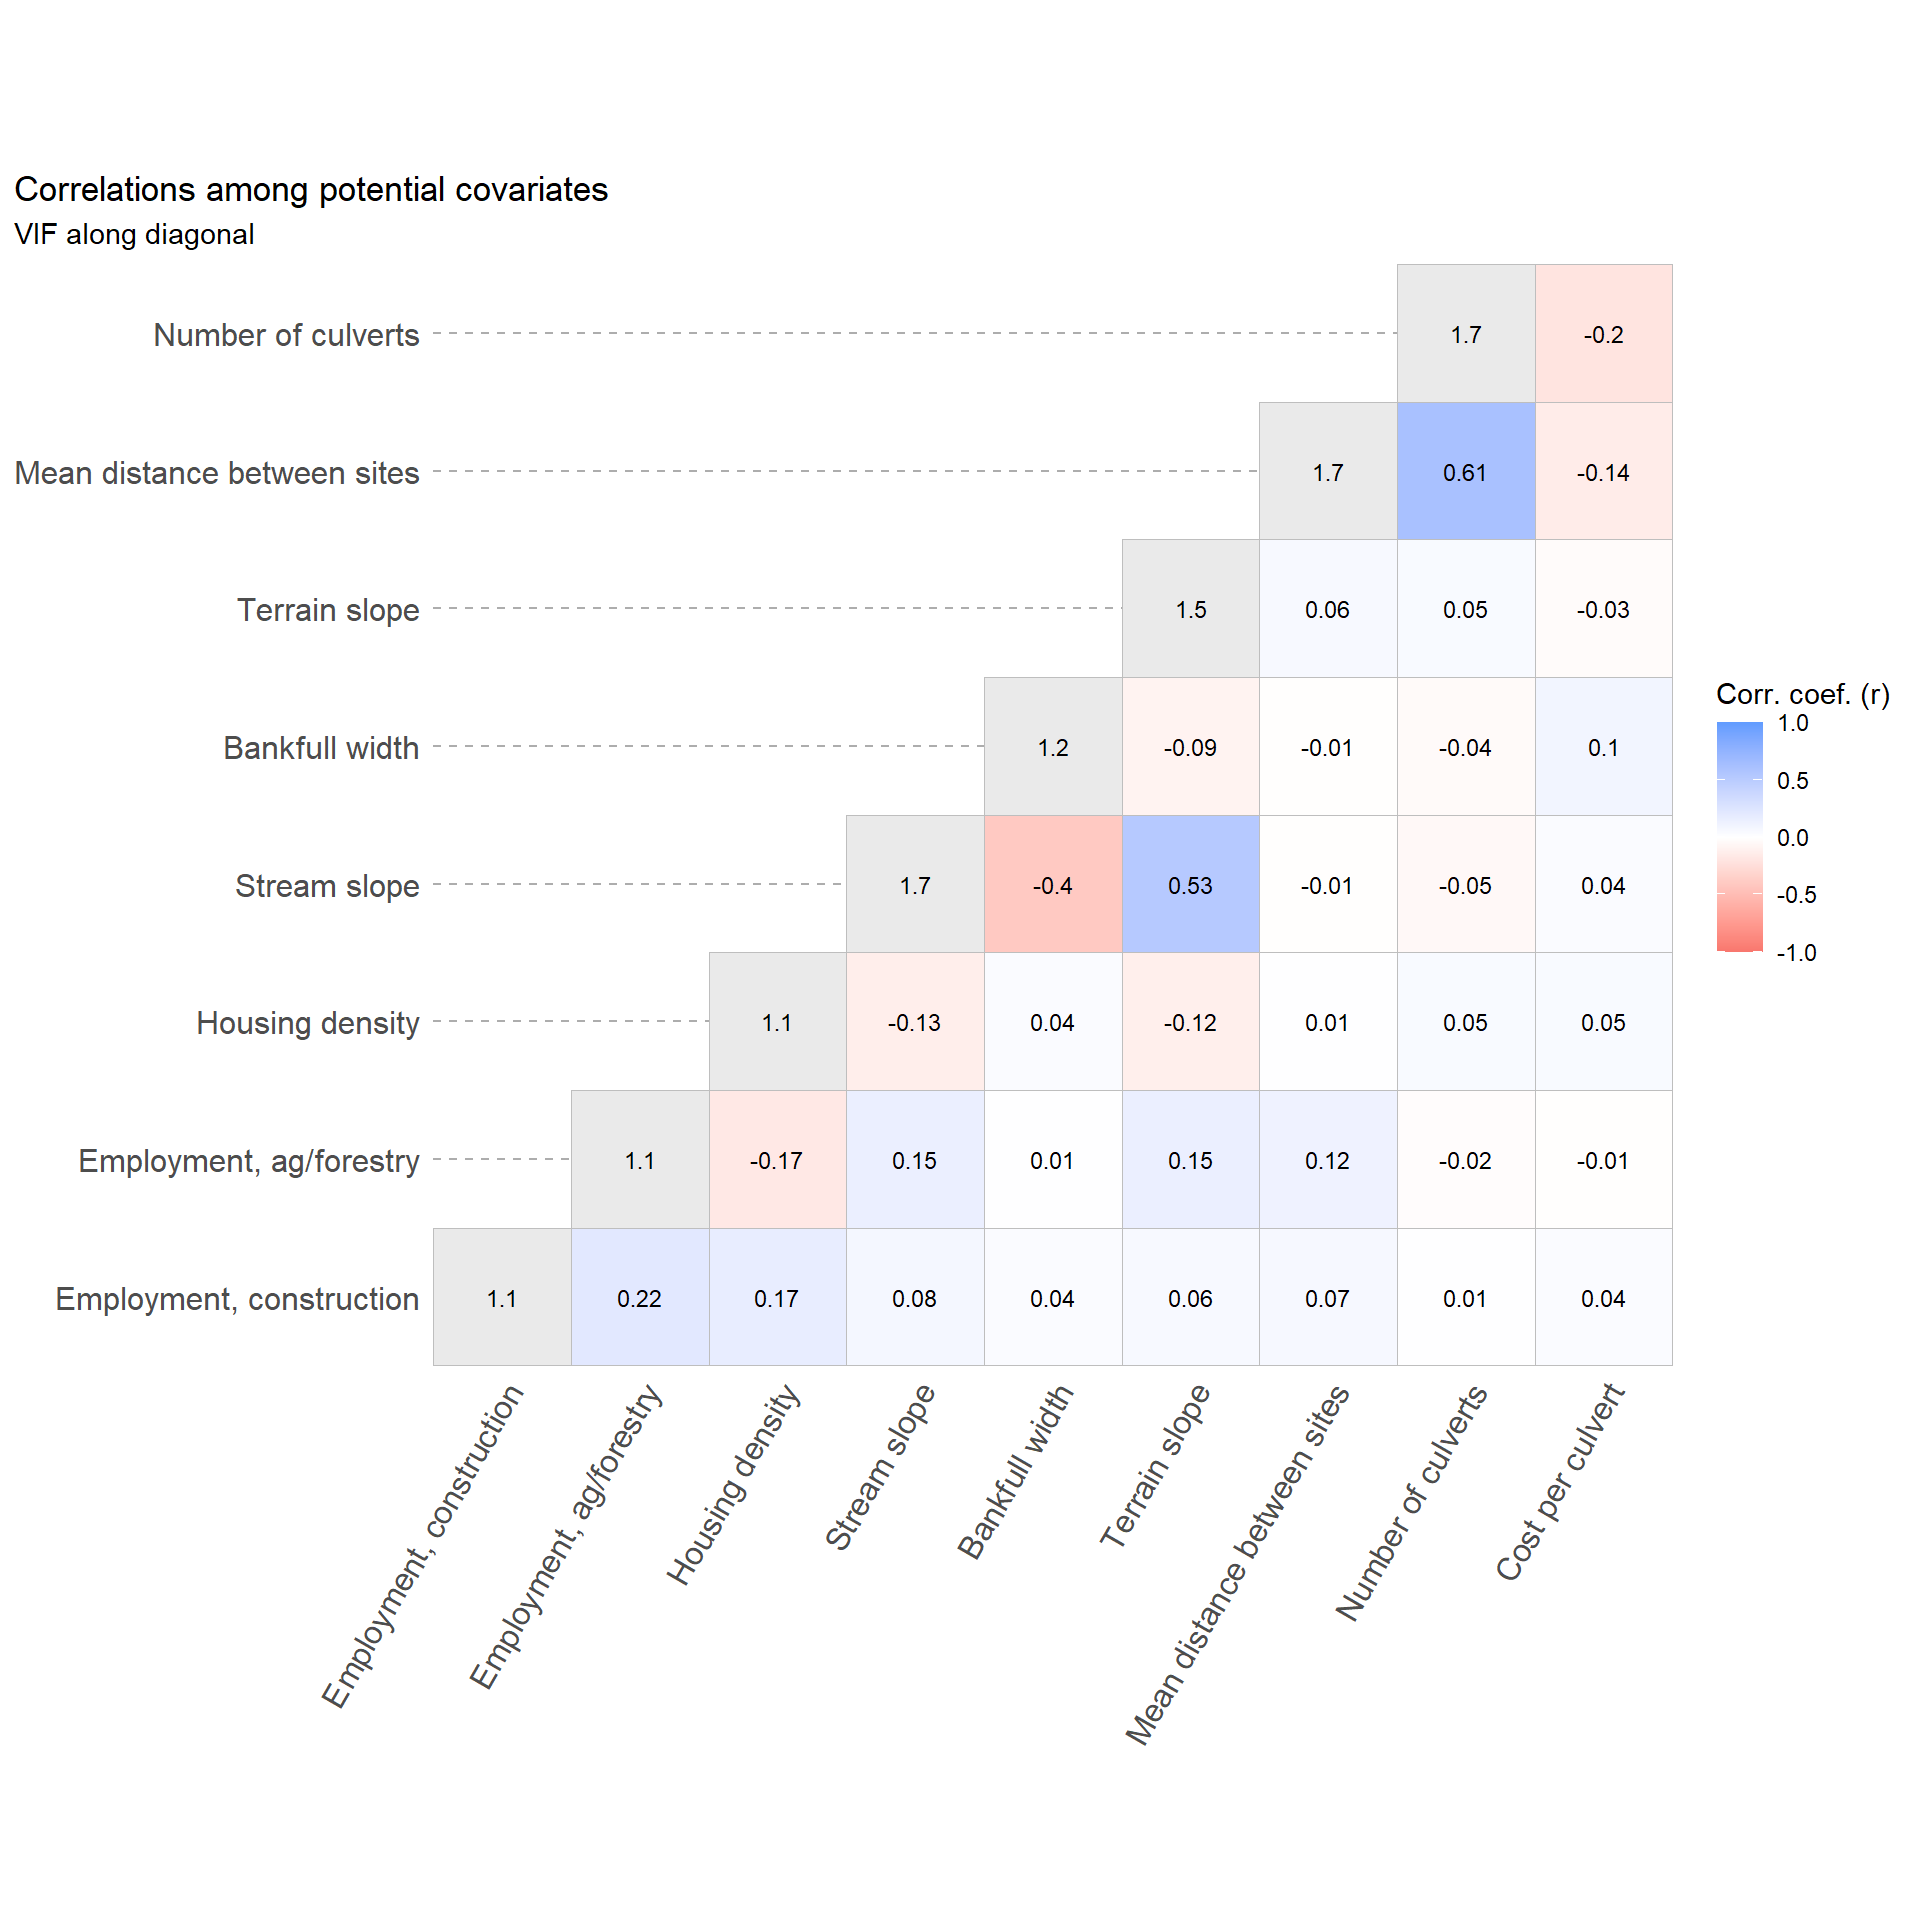 Correlations among potential covariates
VIF along diagonal
Number of culverts 1.7 -0.2
Mean distance between sites 1.7 0.61 -0.14
Terrain slope 1.5 0.06 0.05 -0.03
Bankfull width 1.2 -0.09 -0.01 -0.04 0.1
Stream slope 1.7 -0.4 0.53 -0.01 -0.05 0.04
Housing density 1.1 -0.13 0.04 -0.12 0.01 0.05 0.05
Employment, ag/forestry 1.1 -0.17 0.15 0.01 0.15 0.12 -0.02 -0.01
Employment, construction 1.1 0.22 0.17 0.08 0.04 0.06 0.07 0.01 0.04
Employment, construction
Employment, ag/forestry
Housing density
Stream slope
Bankfull width
Terrain slope
Mean distance between sites
Number of culverts
Cost per culvert
Corr. coef. (r)
1.0
0.5
0.0
-0.5
-1.0